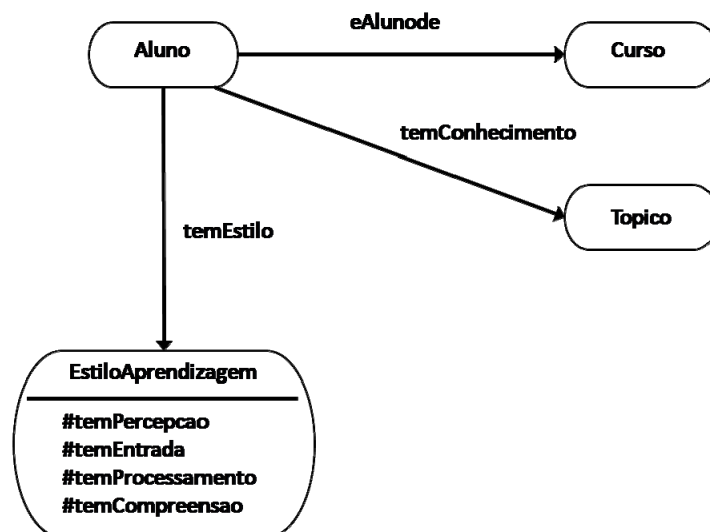 eAlunode
Aluno
Curso
temConhecimento
Topico
temEstilo
EstiloAprendizagem
#temPercepcao
#temEntrada
#temProcessamento
#temCompreensao